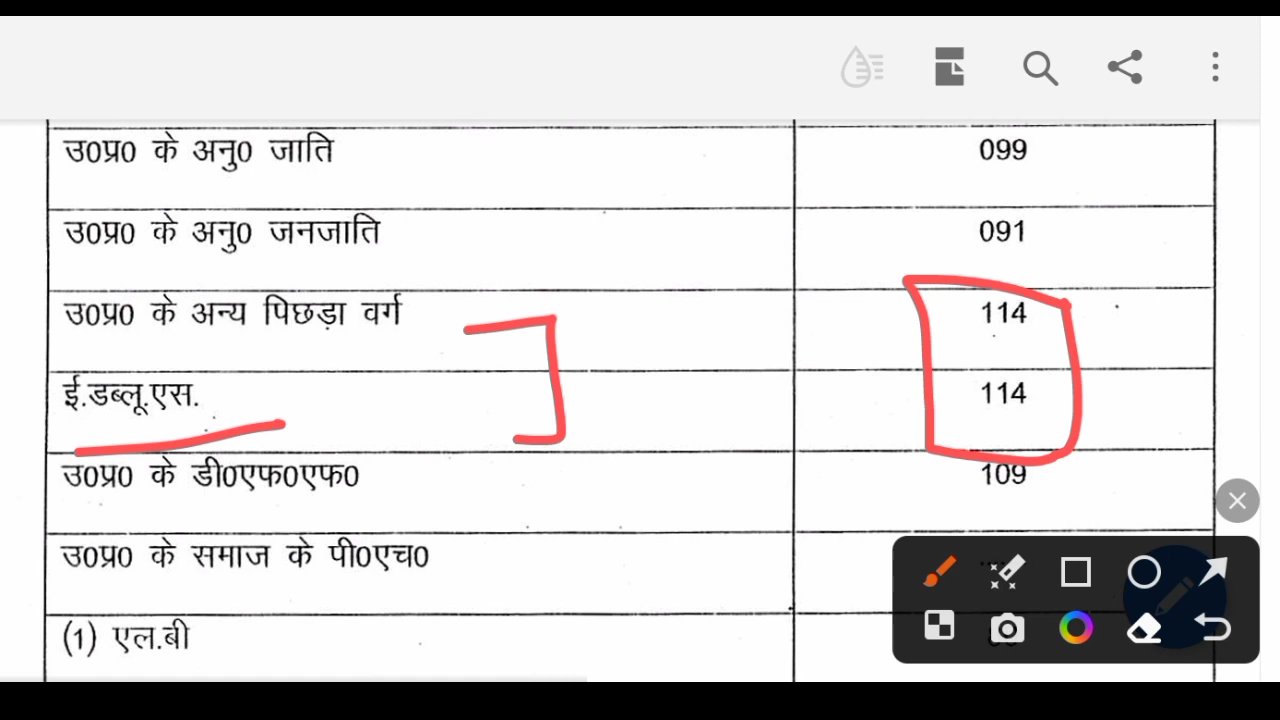 उ0प्र0 के अनु0 जाति 099
उ0प्र0 के अनु0 जनजाति 091
उ0प्र0 के अन्य पिछड़ा वर्ग 114
ई.डब्लू.एस. 114
उ0प्र0 के डी0एफ0एफ0 109
उ0प्र0 के समाज के पी0एच0
(1) एल.बी